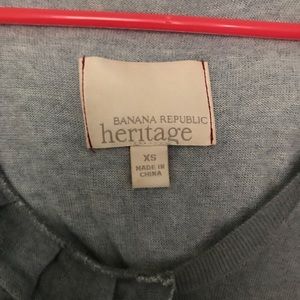 BANANA REPUBLIC
heritage
XS
MADE IN
CHINA